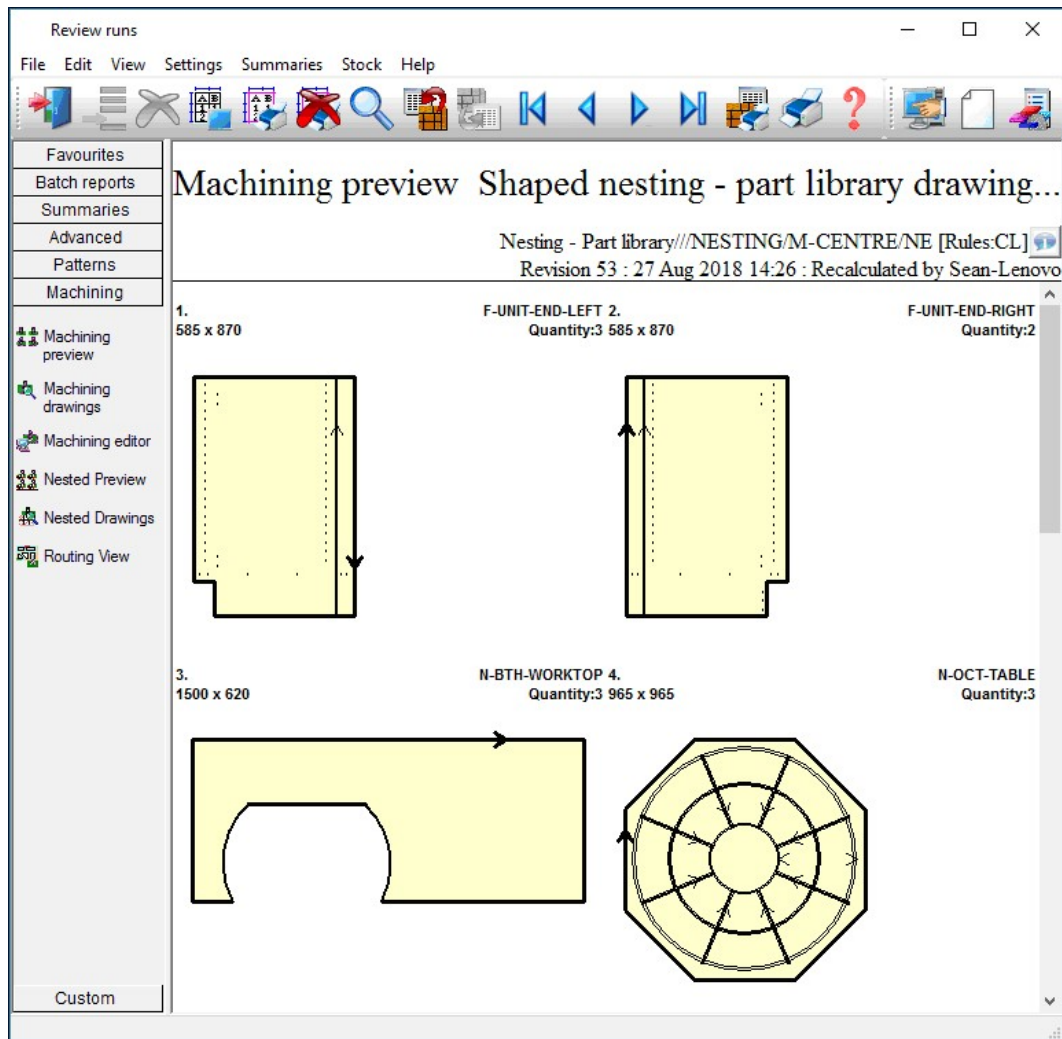 Review runs
File Edit View Settings Summaries Stock Help
Favourites
Batch reports
Summaries
Advanced
Patterns
Machining
Machining
preview
Machining
drawings
Machining editor
Nested Preview
Nested Drawings
Routing View
Custom
Machining preview Shaped nesting - part library drawing...
Nesting - Part library///NESTING/M-CENTRE/NE [Rules:CL]
Revision 53 : 27 Aug 2018 14:26 : Recalculated by Sean-Lenovo
1. F-UNIT-END-LEFT
585 x 870 Quantity:3
2. F-UNIT-END-RIGHT
585 x 870 Quantity:2
3. N-BTH-WORKTOP
1500 x 620 Quantity:3
4. N-OCT-TABLE
965 x 965 Quantity:3